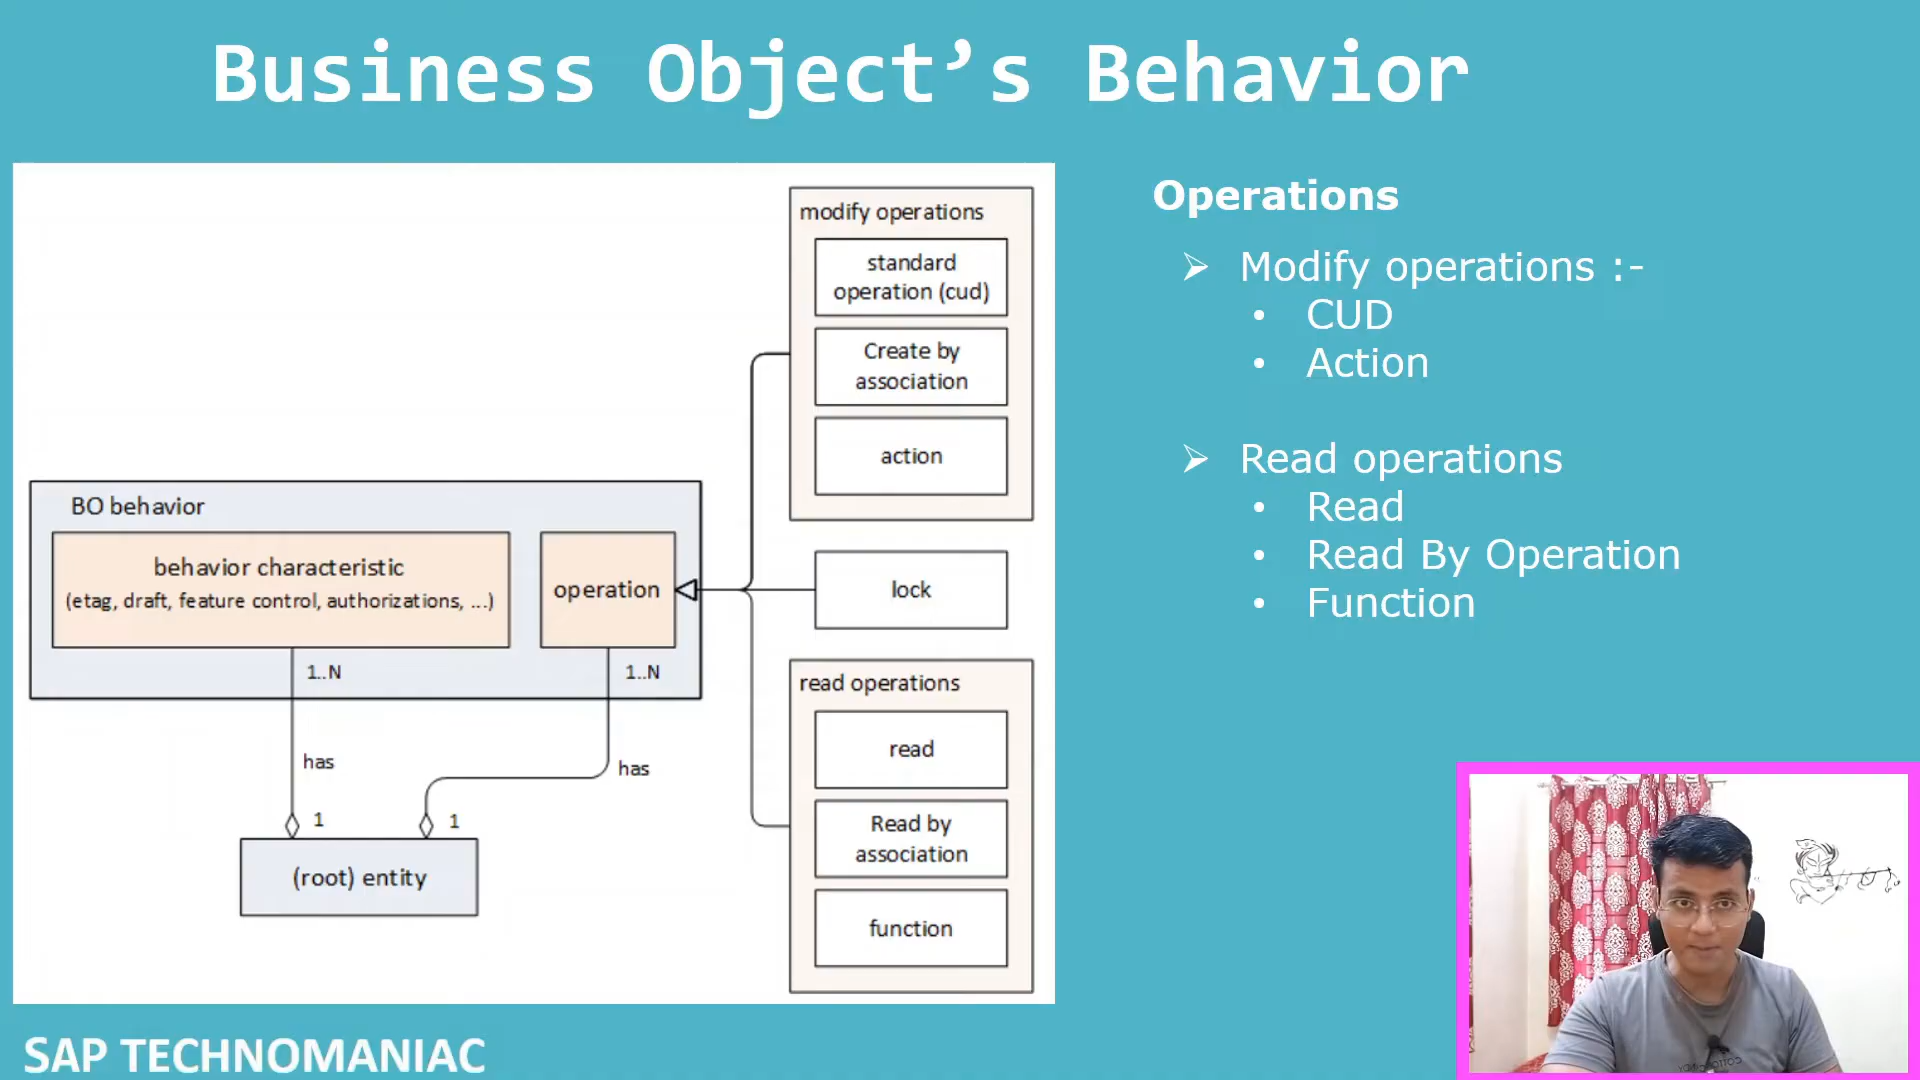 Business Object’s Behavior
modify operations
standard
operation (cud)
Create by
association
action
BO behavior
behavior characteristic
(etag, draft, feature control, authorizations, ...)
operation
lock
1..N
1..N
read operations
read
Read by
association
function
has
has
1
1
(root) entity
Operations
➢ Modify operations :-
• CUD
• Action
➢ Read operations
• Read
• Read By Operation
• Function
SAP TECHNOMANIAC